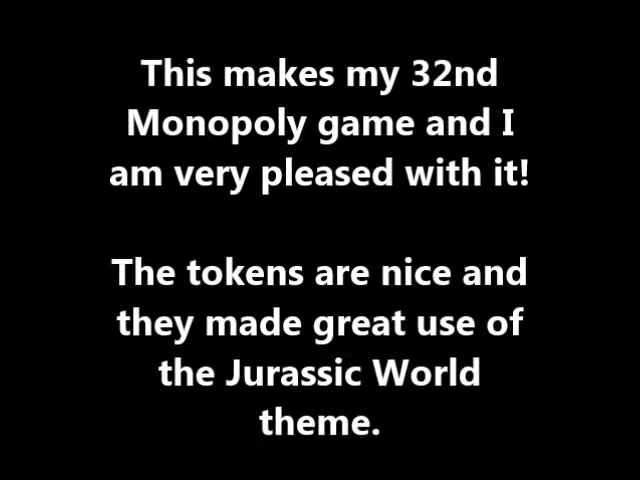 This makes my 32nd
Monopoly game and I
am very pleased with it!
The tokens are nice and
they made great use of
the Jurassic World
theme.